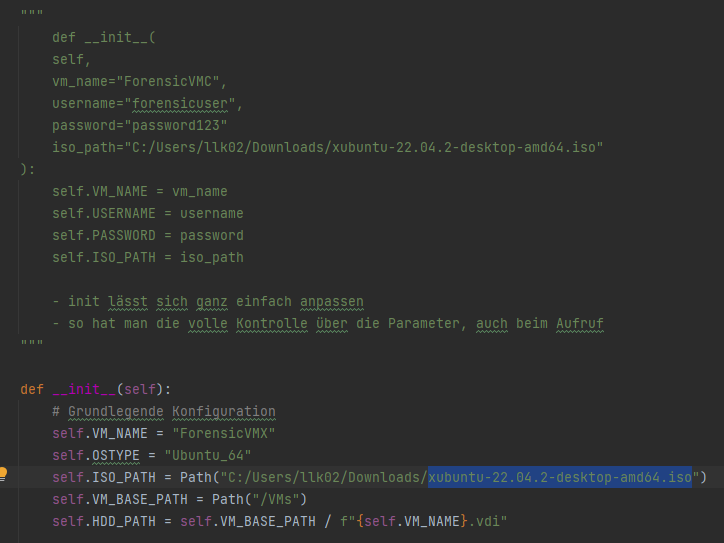 """
    def __init__(
    self,
    vm_name="ForensicVMC",
    username="forensicuser",
    password="password123"
    iso_path="C:/Users/llk02/Downloads/xubuntu-22.04.2-desktop-amd64.iso"
):
    self.VM_NAME = vm_name
    self.USERNAME = username
    self.PASSWORD = password
    self.ISO_PATH = iso_path

    - init lässt sich ganz einfach anpassen
    - so hat man die volle Kontrolle über die Parameter, auch beim Aufruf
"""

def __init__(self):
    # Grundlegende Konfiguration
    self.VM_NAME = "ForensicVMX"
    self.OSTYPE = "Ubuntu_64"
    self.ISO_PATH = Path("C:/Users/llk02/Downloads/xubuntu-22.04.2-desktop-amd64.iso")
    self.VM_BASE_PATH = Path("/VMs")
    self.HDD_PATH = self.VM_BASE_PATH / f"{self.VM_NAME}.vdi"